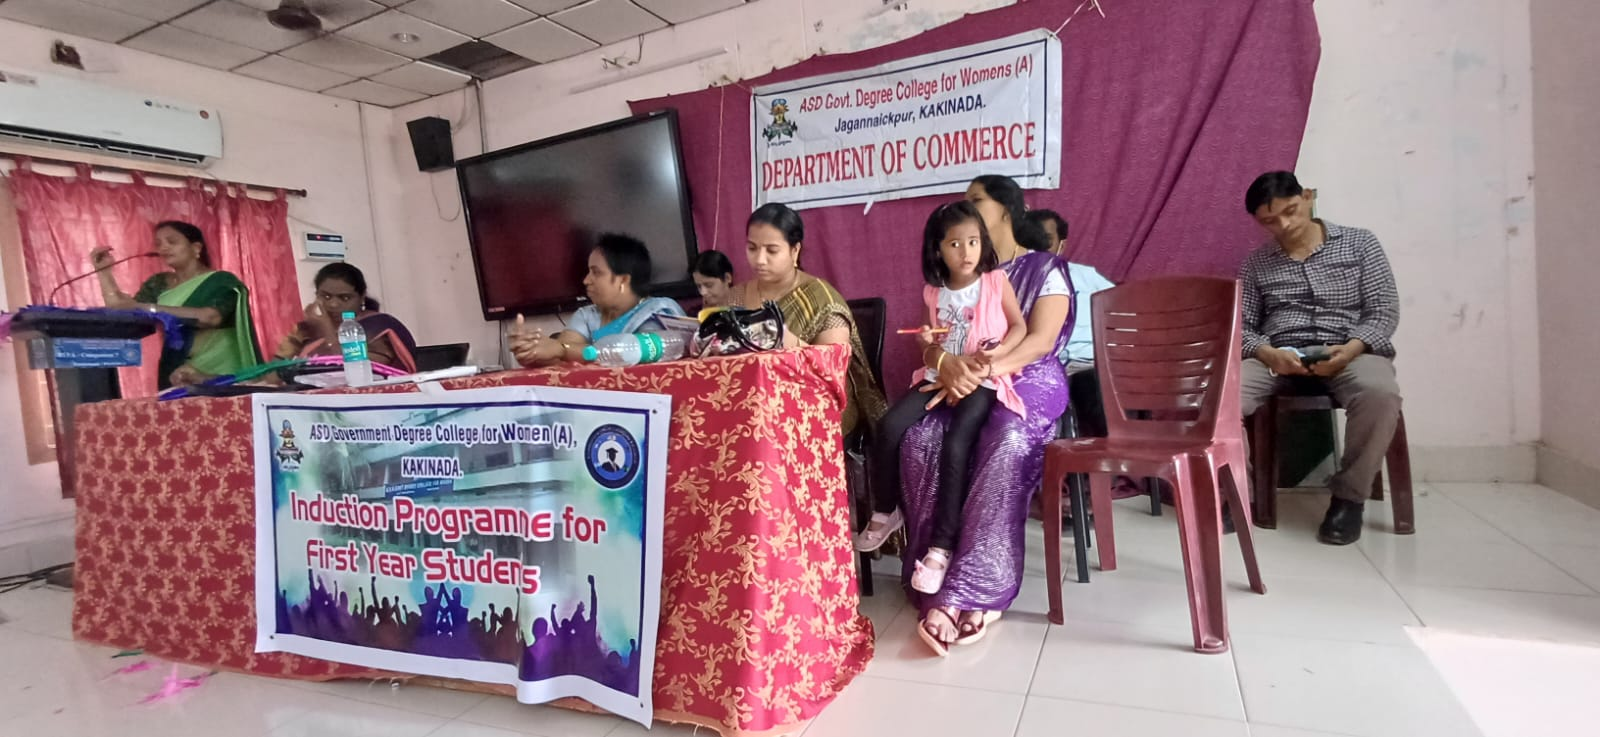 ASD Govt. Degree College for Womens (A)
Jagannaickpur, KAKINADA.
DEPARTMENT OF COMMERCE
ASD Government Degree College for Women (A),
KAKINADA.
Induction Programme for
First Year Students